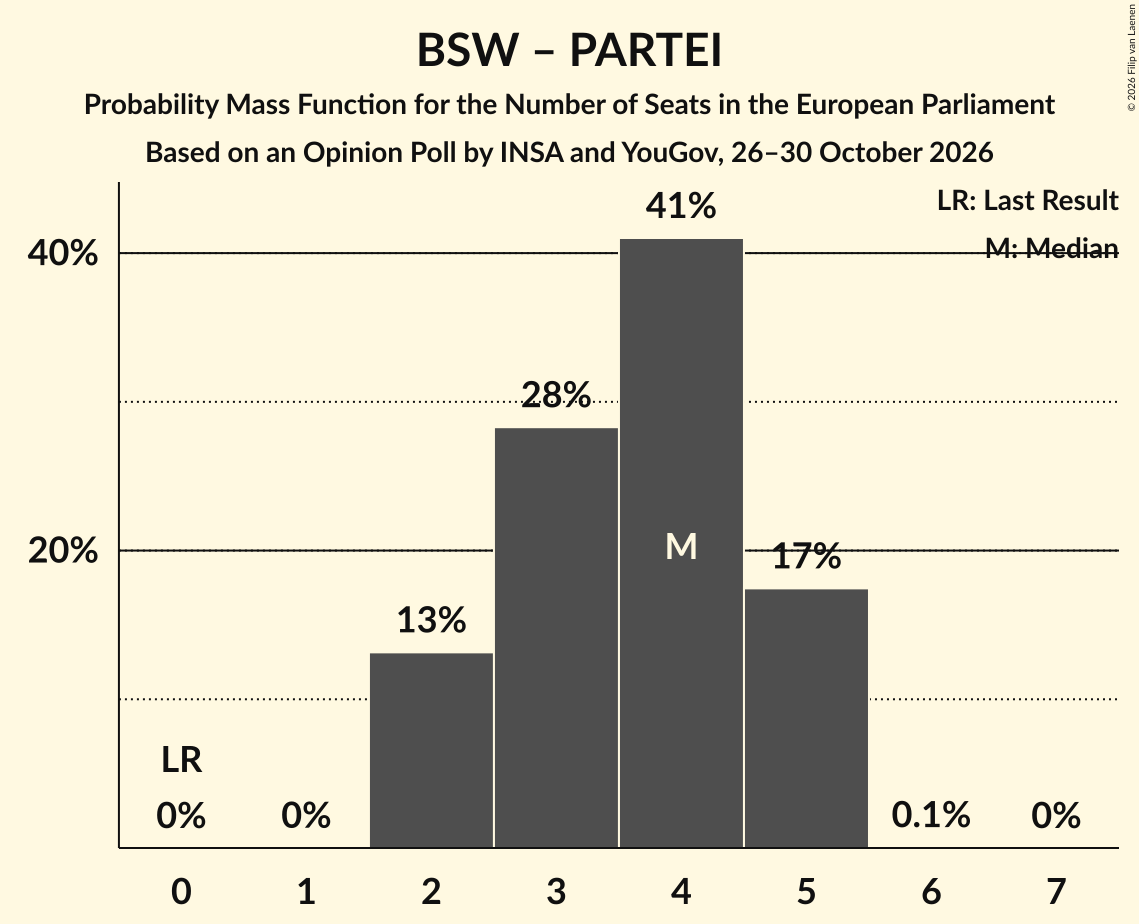 BSW – PARTEI
Probability Mass Function for the Number of Seats in the European Parliament
Based on an Opinion Poll by INSA and YouGov, 26–30 October 2026
© 2026 Filip van Laenen
LR: Last Result
M: Median
41%
40%
28%
20%
M
17%
13%
LR
0%
0%
0.1%
0%
0
1
2
3
4
5
6
7